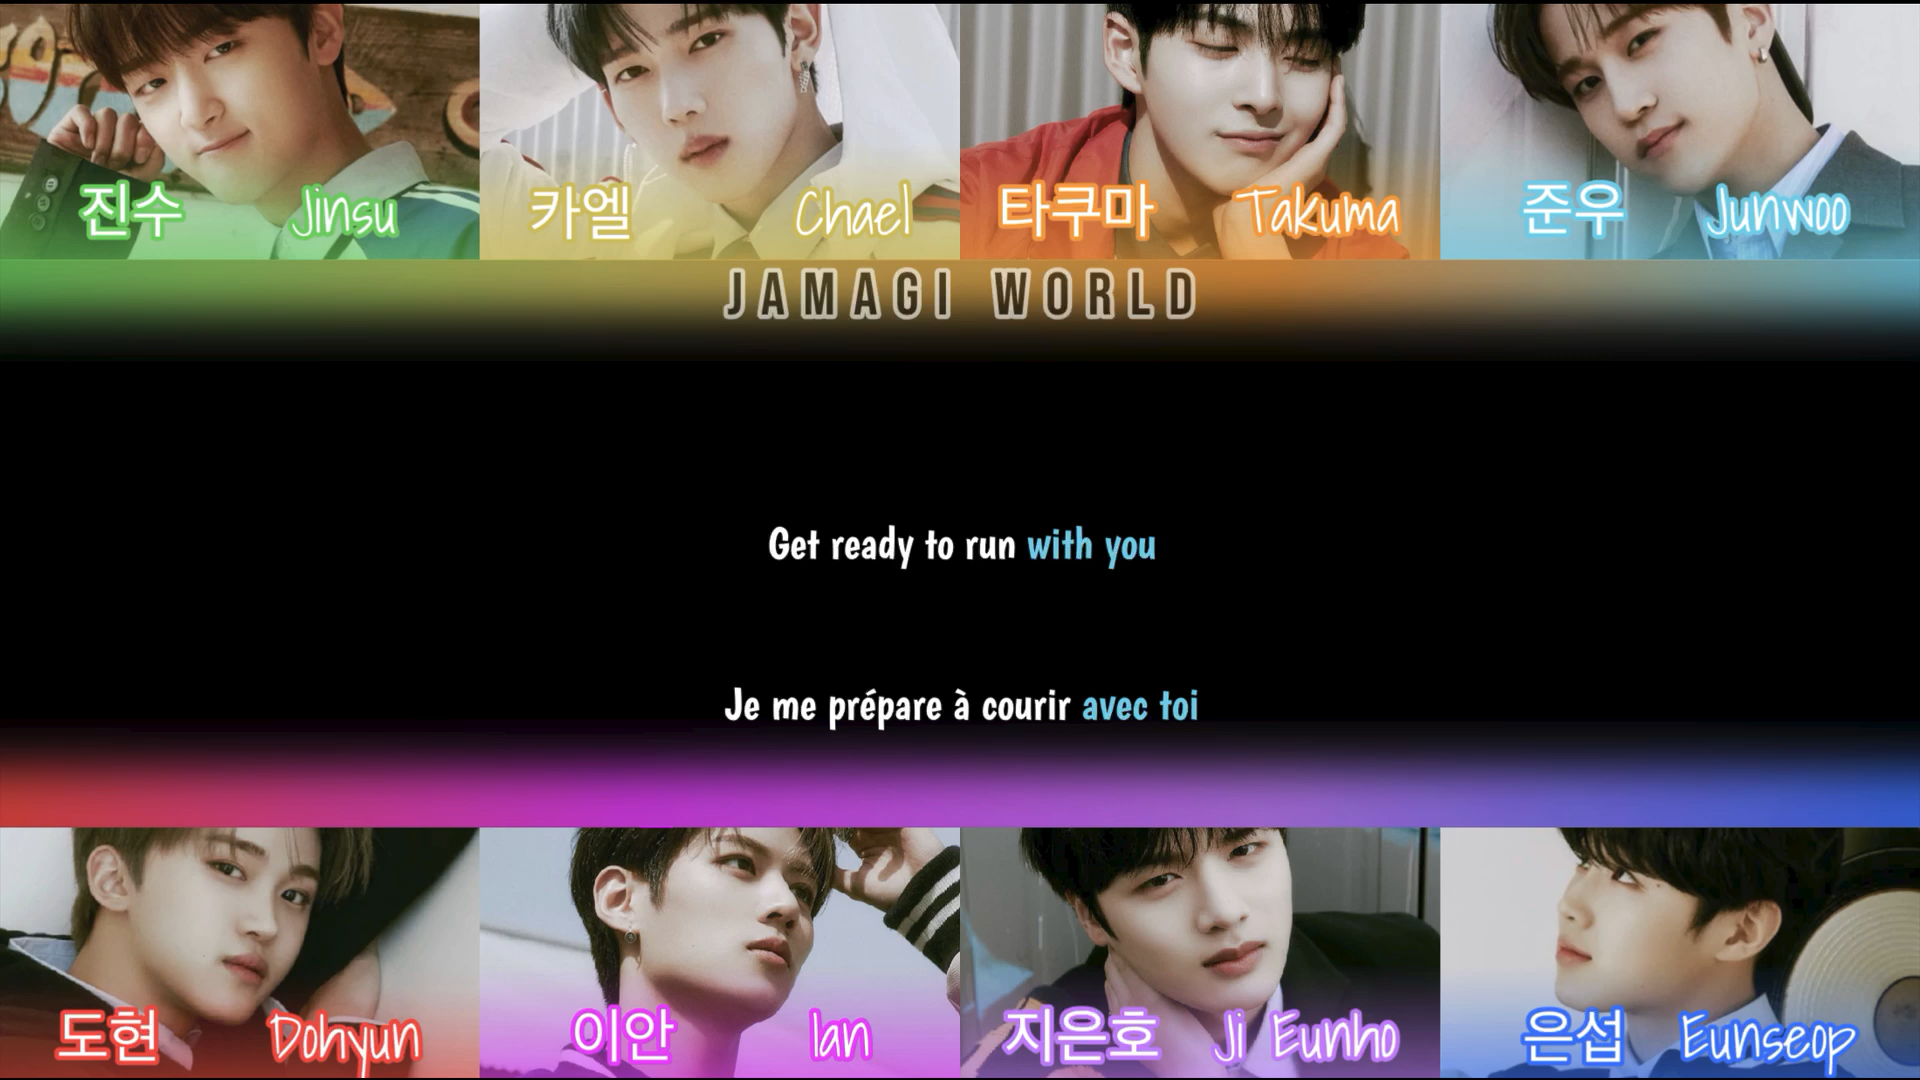 진수 Jinsu
카엘 Chael
타쿠마 Takuma
준우 Junwoo
JAMAGI WORLD
Get ready to run with you
Je me prépare à courir avec toi
도현 Dohyun
이안 Ian
지은호 Ji Eunho
은섭 Eunseop